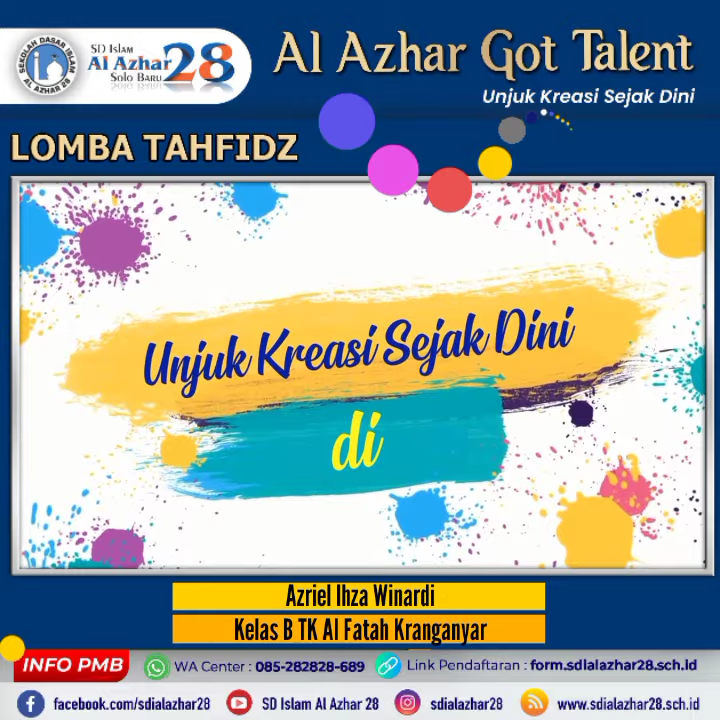 SEKOLAH DASAR ISLAM
AL AZHAR 28
SD Islam
Al Azhar 28
Solo Baru
Al Azhar Got Talent
Unjuk Kreasi Sejak Dini
LOMBA TAHFIDZ
Unjuk Kreasi Sejak Dini
di
Azriel Ihza Winardi
Kelas B TK Al Fatah Kranganyar
INFO PMB
WA Center : 085-282828-689
Link Pendaftaran : form.sdialazhar28.sch.id
facebook.com/sdialazhar28
SD Islam Al Azhar 28
sdialazhar28
www.sdialazhar28.sch.id